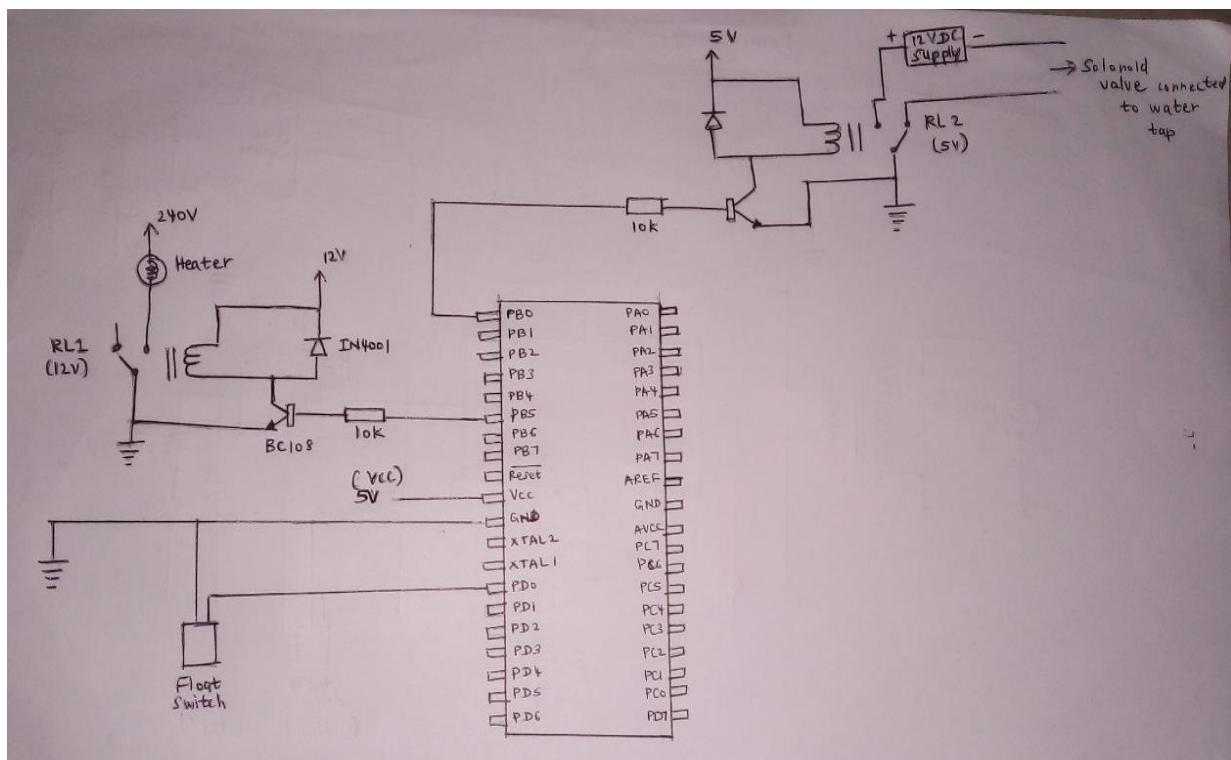 5V
+
12VDC
Supply
-
→ Solonoid
valve connected
to water
tap
RL2
(5V)
10k
240V
Heater
12V
RL1
(12V)
IN4001
BC108
10k
(VCC)
5V
PB0
PB1
PB2
PB3
PB4
PB5
PB6
PB7
Reset
VCC
GND
XTAL2
XTAL1
PD0
PD1
PD2
PD3
PD4
PD5
PD6
PA0
PA1
PA2
PA3
PA4
PA5
PA6
PA7
AREF
GND
AVCC
PC7
PC6
PC5
PC4
PC3
PC2
PC1
PC0
PD7
Float
Switch